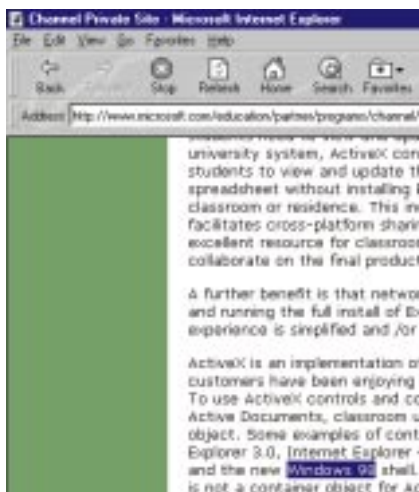 Channel Private Site - Microsoft Internet Explorer
File Edit View Go Favorites Help
Back Stop Refresh Home Search Favorites
Address http://www.microsoft.com/education/partner/programs/channel/
university system, ActiveX con
students to view and update th
spreadsheet without installing
classroom or residence. This m
facilitates cross-platform sharin
excellent resource for classroom
collaborate on the final product
A further benefit is that networ
and running the full install of Ex
experience is simplified and /or
ActiveX is an implementation of
customers have been enjoying
To use ActiveX controls and co
Active Documents, classroom u
object. Some examples of cont
Explorer 3.0, Internet Explorer
and the new Windows 98 shell.
is not a container object for Ac